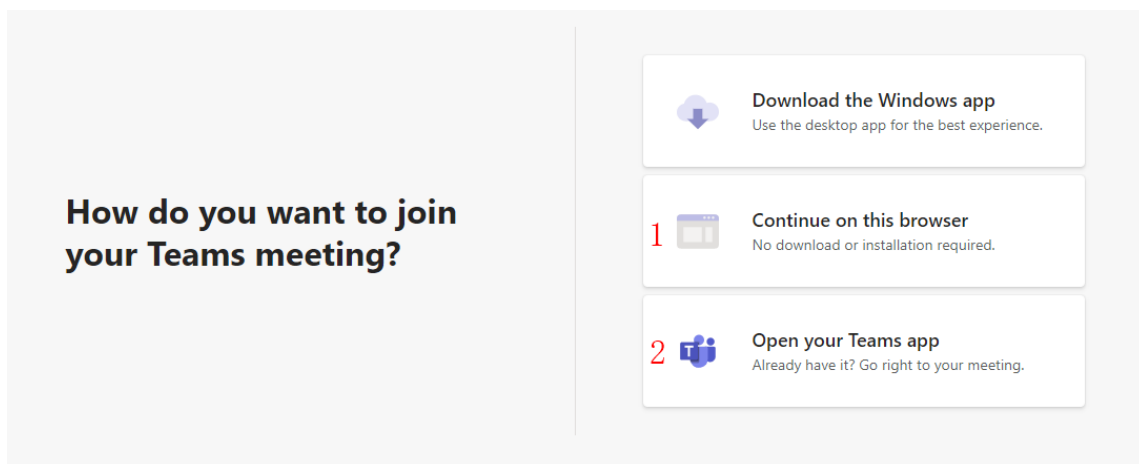 How do you want to join
your Teams meeting?
Download the Windows app
Use the desktop app for the best experience.
1
Continue on this browser
No download or installation required.
2
T
Open your Teams app
Already have it? Go right to your meeting.